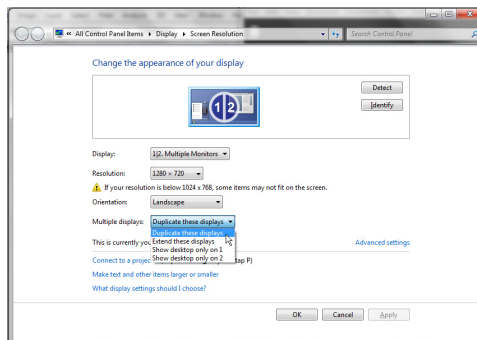 « All Control Panel Items ▸ Display ▸ Screen Resolution
Search Control Panel
Change the appearance of your display
1|2
Detect
Identify
Display:
1|2. Multiple Monitors
Resolution:
1280 × 720
If your resolution is below 1024 x 768, some items may not fit on the screen.
Orientation:
Landscape
Multiple displays:
Duplicate these displays
Duplicate these displays
Extend these displays
Show desktop only on 1
Show desktop only on 2
This is currently you
Advanced settings
Connect to a projec
tap P)
Make text and other items larger or smaller
What display settings should I choose?
OK
Cancel
Apply